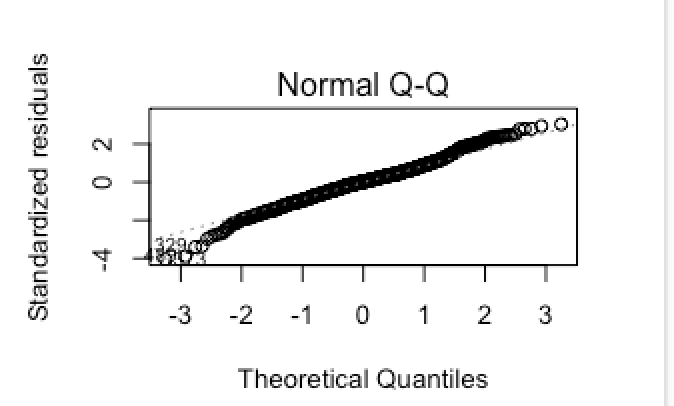 Normal Q-Q
Standardized residuals
2
0
-4
329
-3 -2 -1 0 1 2 3
Theoretical Quantiles